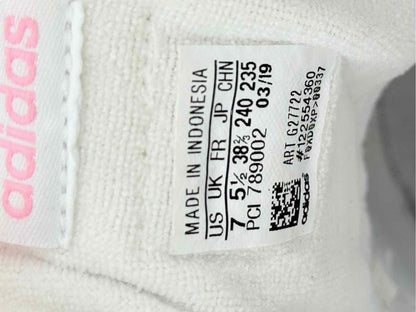 adidas
MADE IN INDONESIA
US UK FR JP CHN
7 5½ 38⅔ 240 235
PCI 789002 03/19
ART G27722
#122554360
adidas